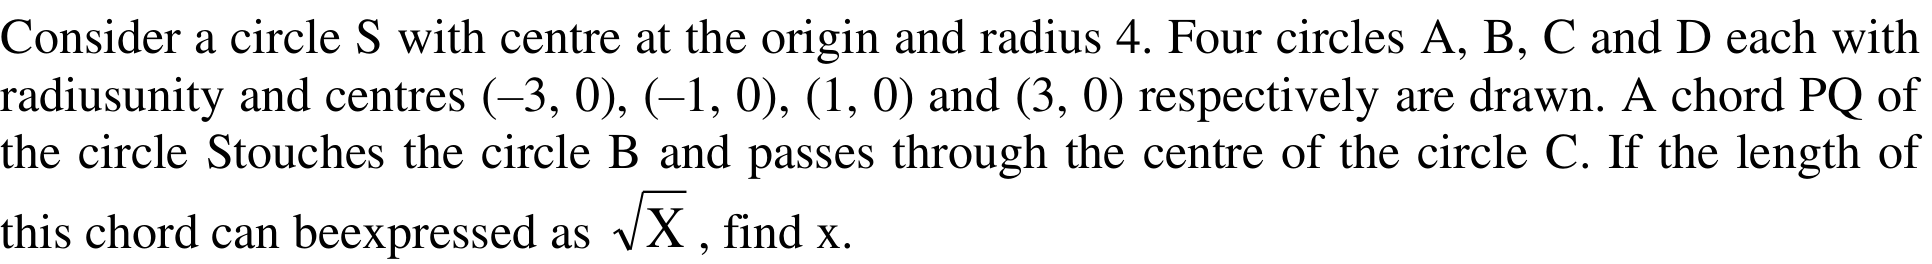 Consider a circle S with centre at the origin and radius 4. Four circles A, B, C and D each with
radiusunity and centres (–3, 0), (–1, 0), (1, 0) and (3, 0) respectively are drawn. A chord PQ of
the circle Stouches the circle B and passes through the centre of the circle C. If the length of
this chord can beexpressed as √X , find x.